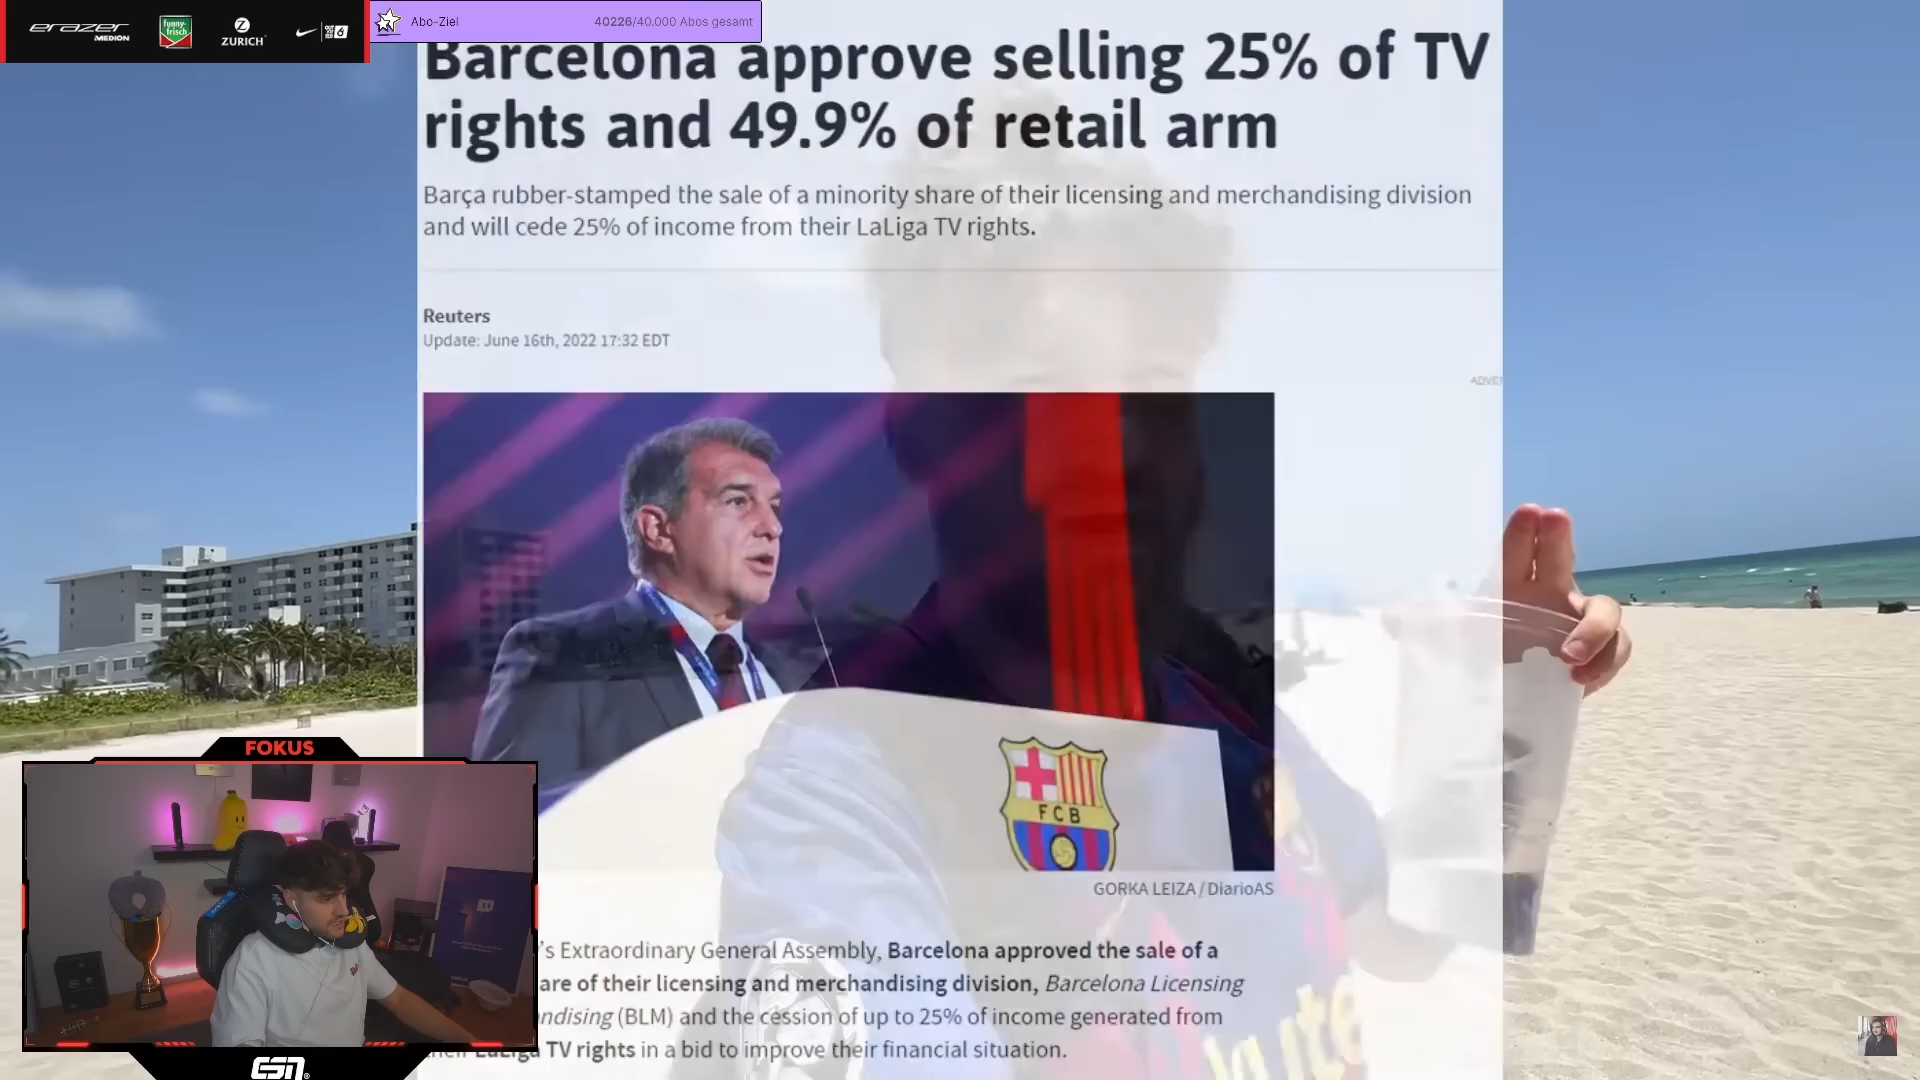 erazer
MEDION
funny-frisch
ZURICH
Abo-Ziel
40226/40.000 Abos gesamt
Barcelona approve selling 25% of TV
rights and 49.9% of retail arm
Barça rubber-stamped the sale of a minority share of their licensing and merchandising division
and will cede 25% of income from their LaLiga TV rights.
Reuters
Update: June 16th, 2022 17:32 EDT
FCB
GORKA LEIZA / DiarioAS
's Extraordinary General Assembly, Barcelona approved the sale of a
are of their licensing and merchandising division, Barcelona Licensing
ndising (BLM) and the cession of up to 25% of income generated from
their LaLiga TV rights in a bid to improve their financial situation.
FOKUS